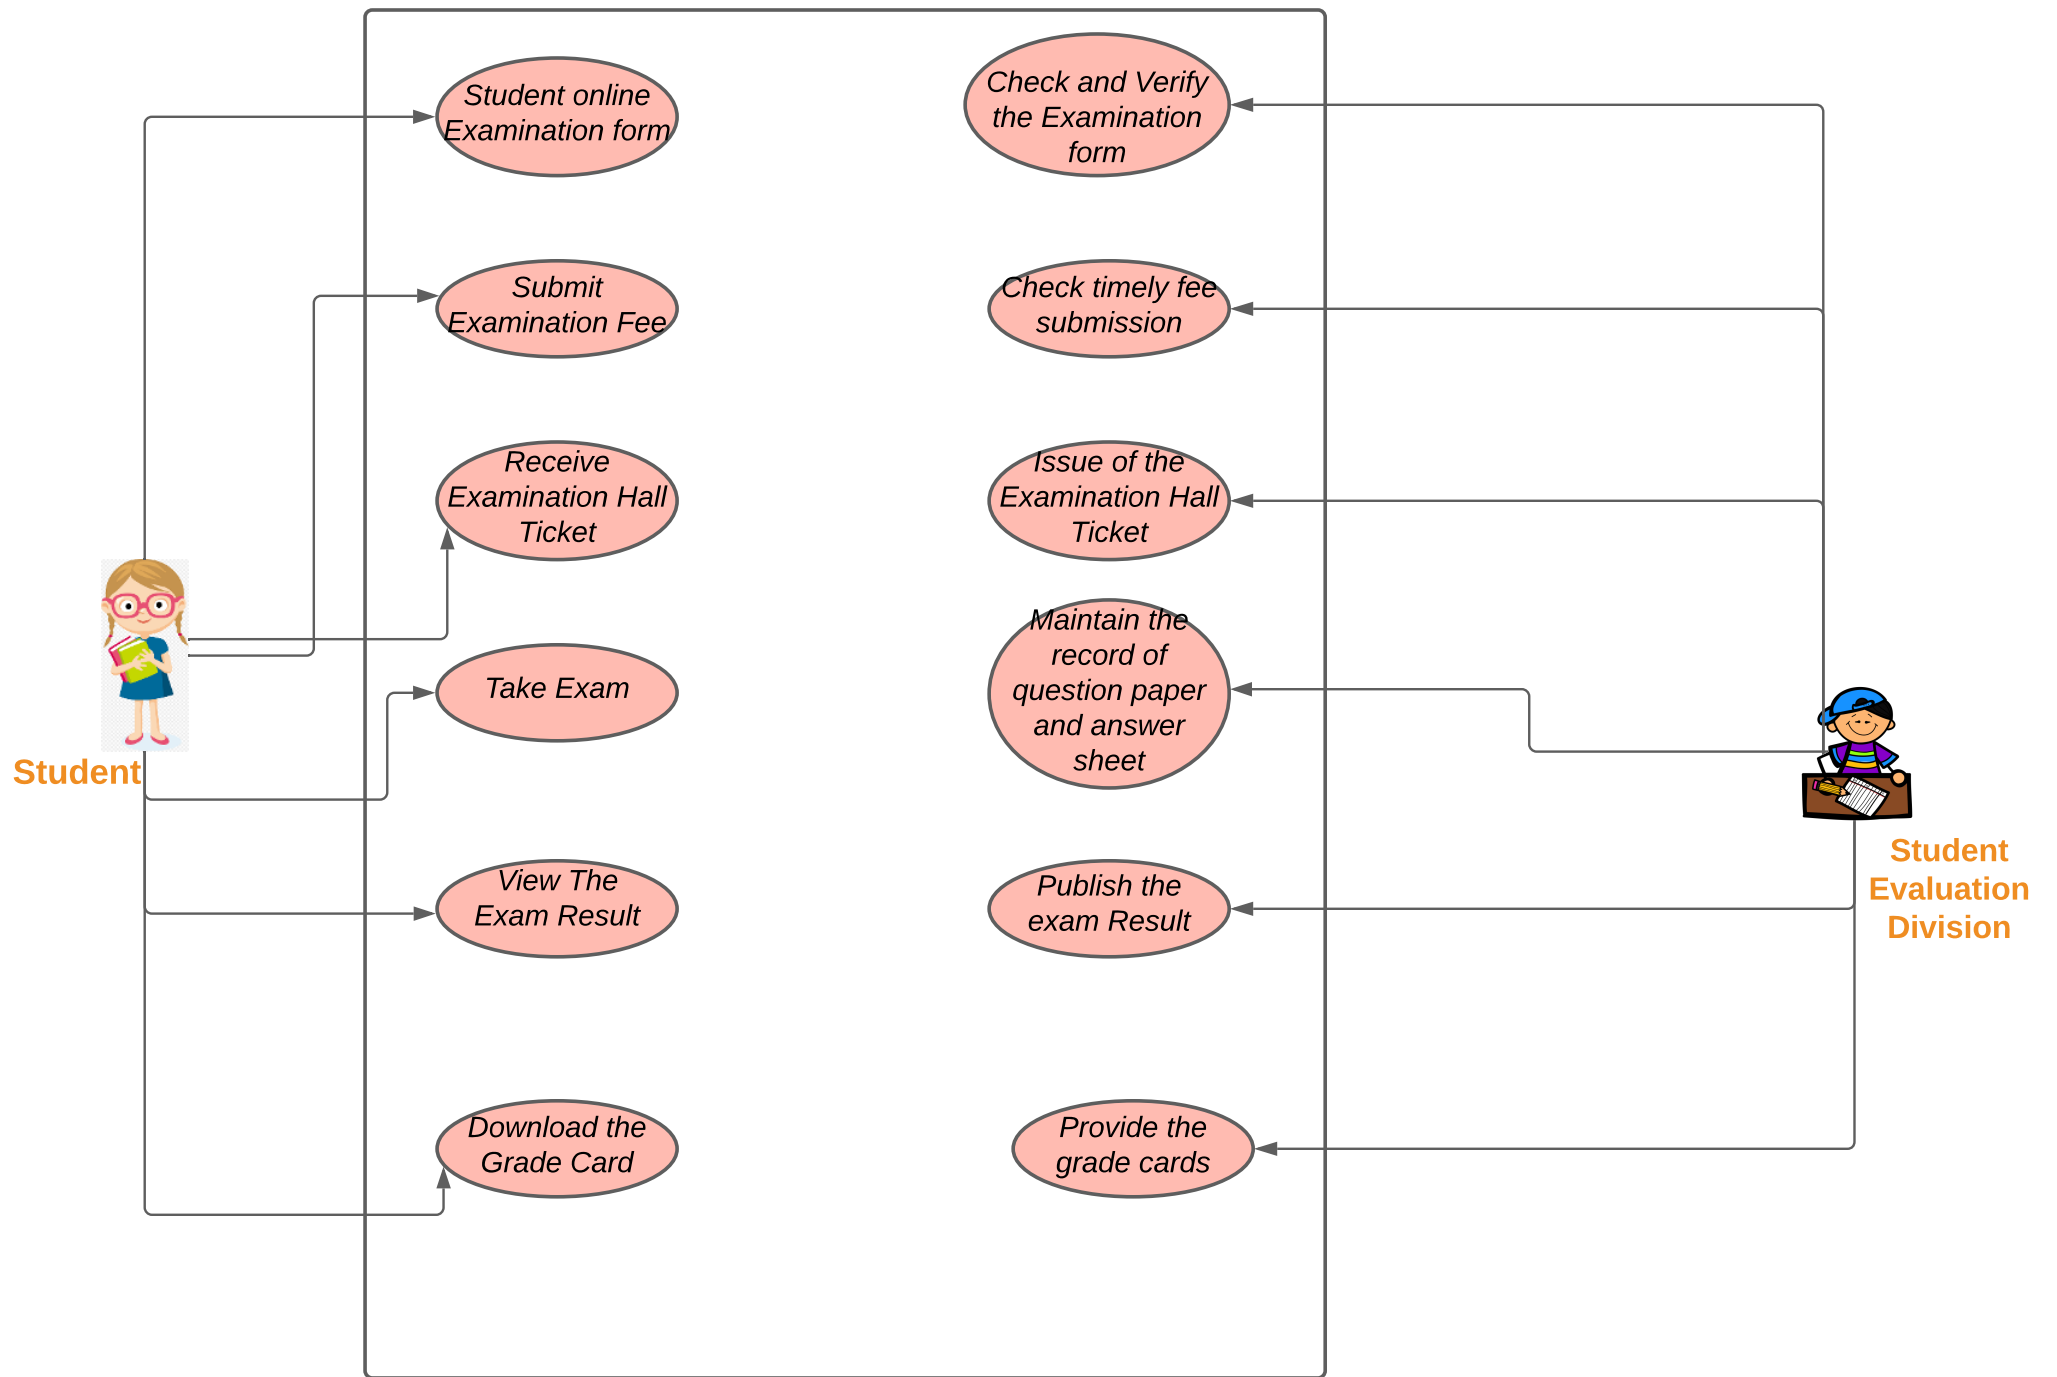 Student online
Examination form
Check and Verify
the Examination
form
Submit
Examination Fee
Check timely fee
submission
Receive
Examination Hall
Ticket
Issue of the
Examination Hall
Ticket
Take Exam
Maintain the
record of
question paper
and answer
sheet
Student
View The
Exam Result
Publish the
exam Result
Student
Evaluation
Division
Download the
Grade Card
Provide the
grade cards